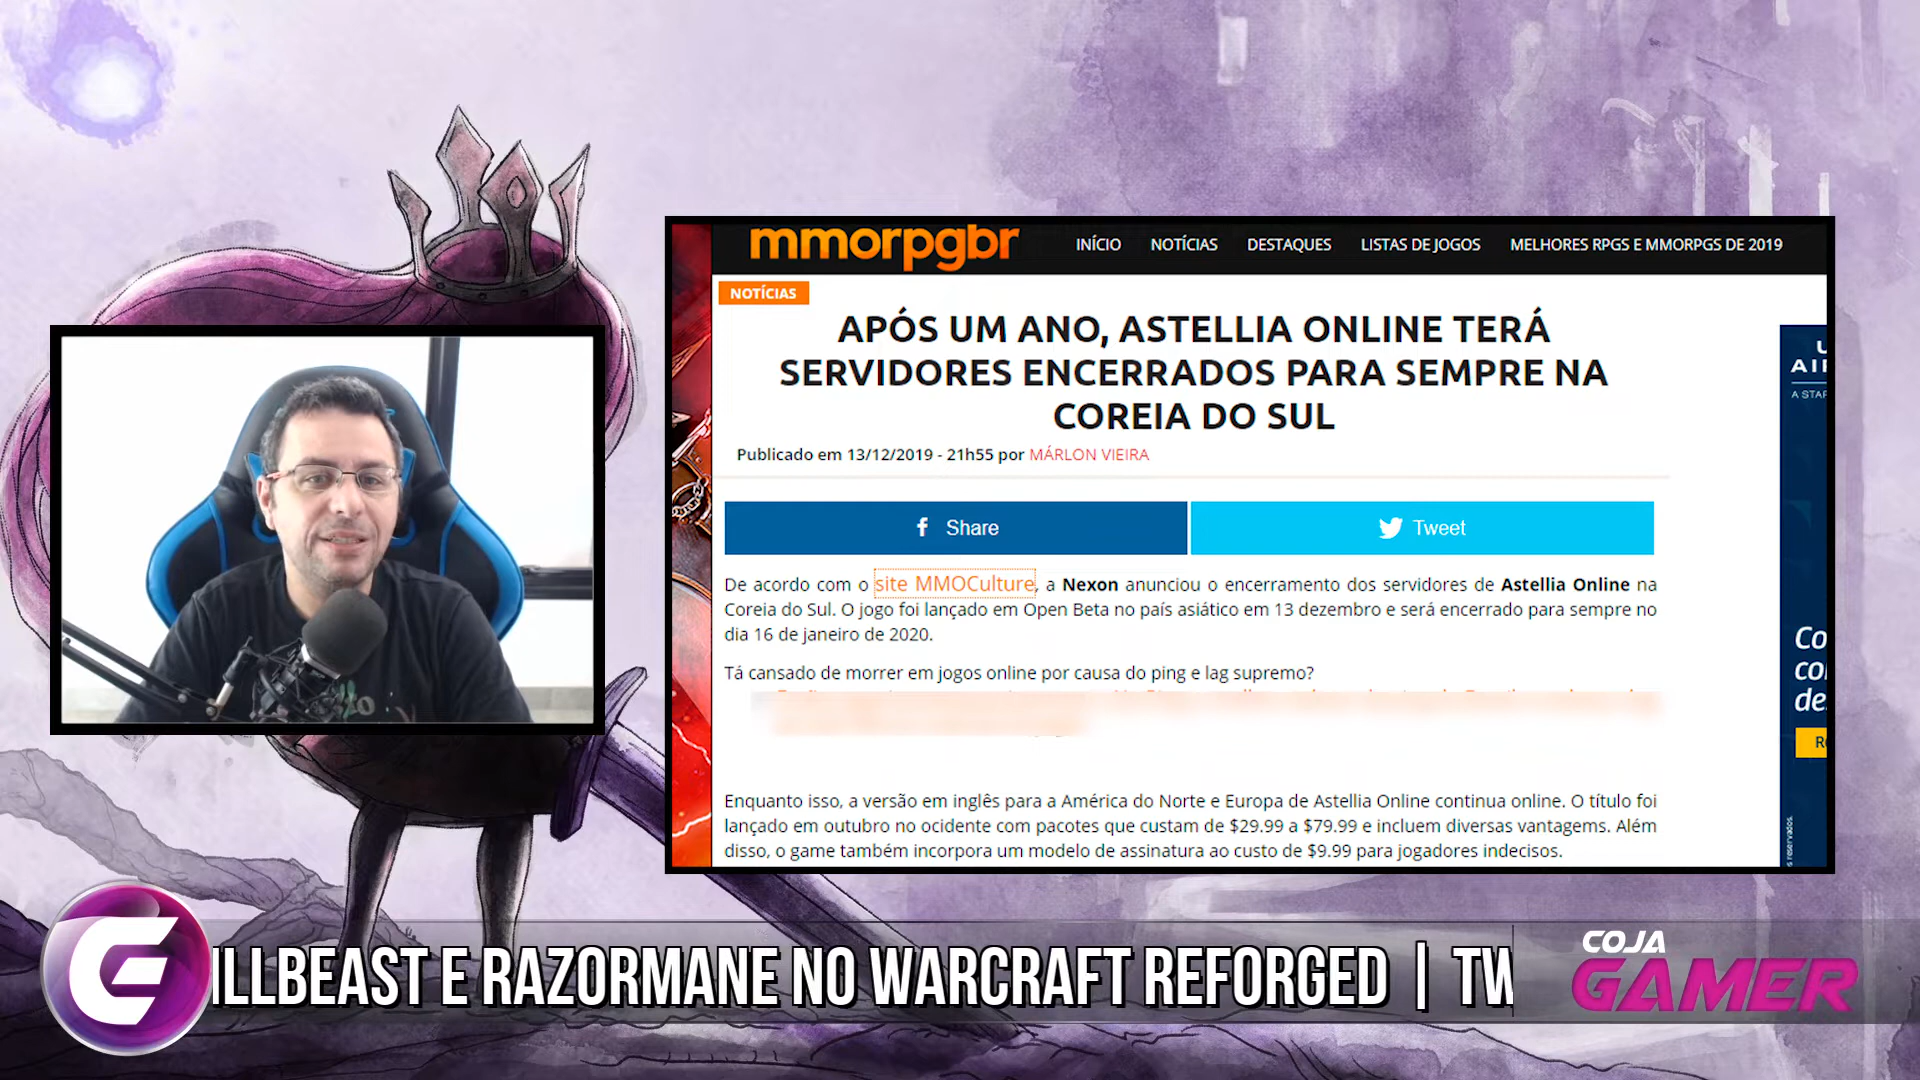 mmorpgbr
INÍCIO NOTÍCIAS DESTAQUES LISTAS DE JOGOS MELHORES RPGS E MMORPGS DE 2019
NOTÍCIAS
APÓS UM ANO, ASTELLIA ONLINE TERÁ
SERVIDORES ENCERRADOS PARA SEMPRE NA
COREIA DO SUL
Publicado em 13/12/2019 - 21h55 por MÁRLON VIEIRA
Share
Tweet
De acordo com o site MMOCulture, a Nexon anunciou o encerramento dos servidores de Astellia Online na
Coreia do Sul. O jogo foi lançado em Open Beta no país asiático em 13 dezembro e será encerrado para sempre no
dia 16 de janeiro de 2020.
Tá cansado de morrer em jogos online por causa do ping e lag supremo?
Enquanto isso, a versão em inglês para a América do Norte e Europa de Astellia Online continua online. O título foi
lançado em outubro no ocidente com pacotes que custam de $29.99 a $79.99 e incluem diversas vantagems. Além
disso, o game também incorpora um modelo de assinatura ao custo de $9.99 para jogadores indecisos.
ILLBEAST E RAZORMANE NO WARCRAFT REFORGED | TW
COJA
GAMER